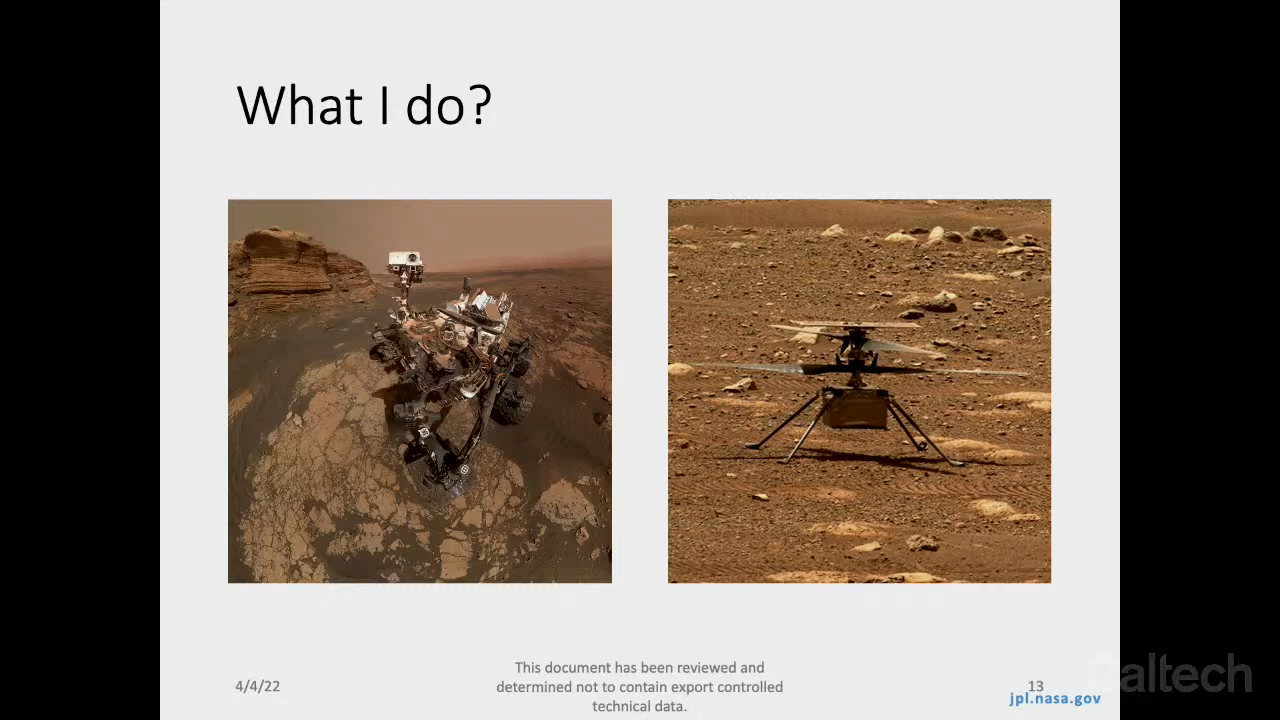 What I do?
4/4/22
This document has been reviewed and
determined not to contain export controlled
technical data.
13
jpl.nasa.gov
Caltech